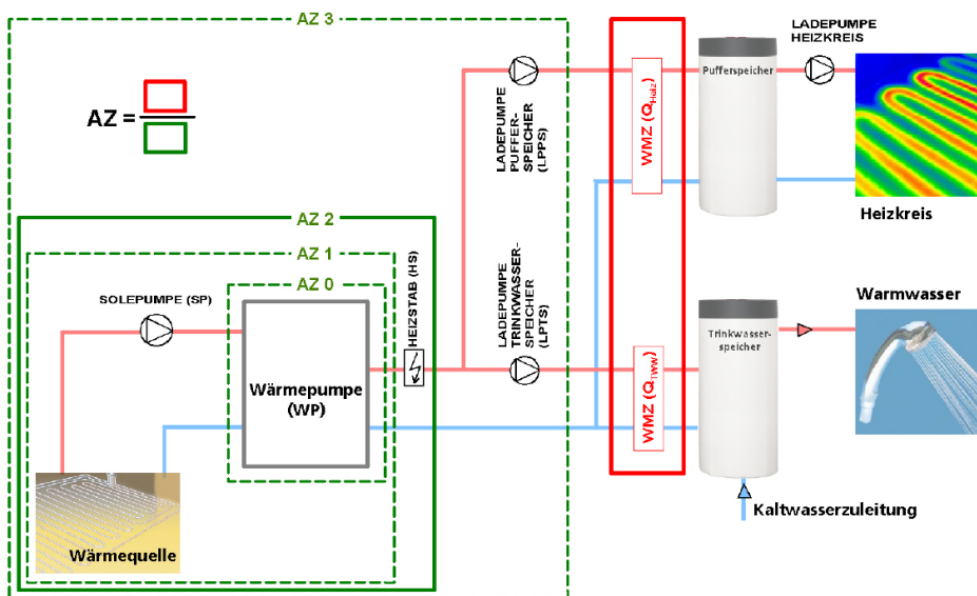 AZ 3
AZ =
LADEPUMPE
PUFFER-
SPEICHER
(LPPS)
WMZ (QHeiz)
Pufferspeicher
LADEPUMPE
HEIZKREIS
Heizkreis
AZ 2
AZ 1
AZ 0
SOLEPUMPE (SP)
HEIZSTAB (HS)
LADEPUMPE
TRINKWASSER-
SPEICHER
(LPTS)
Wärmepumpe
(WP)
WMZ (QTWW)
Trinkwasser-
speicher
Warmwasser
Wärmequelle
Kaltwasserzuleitung